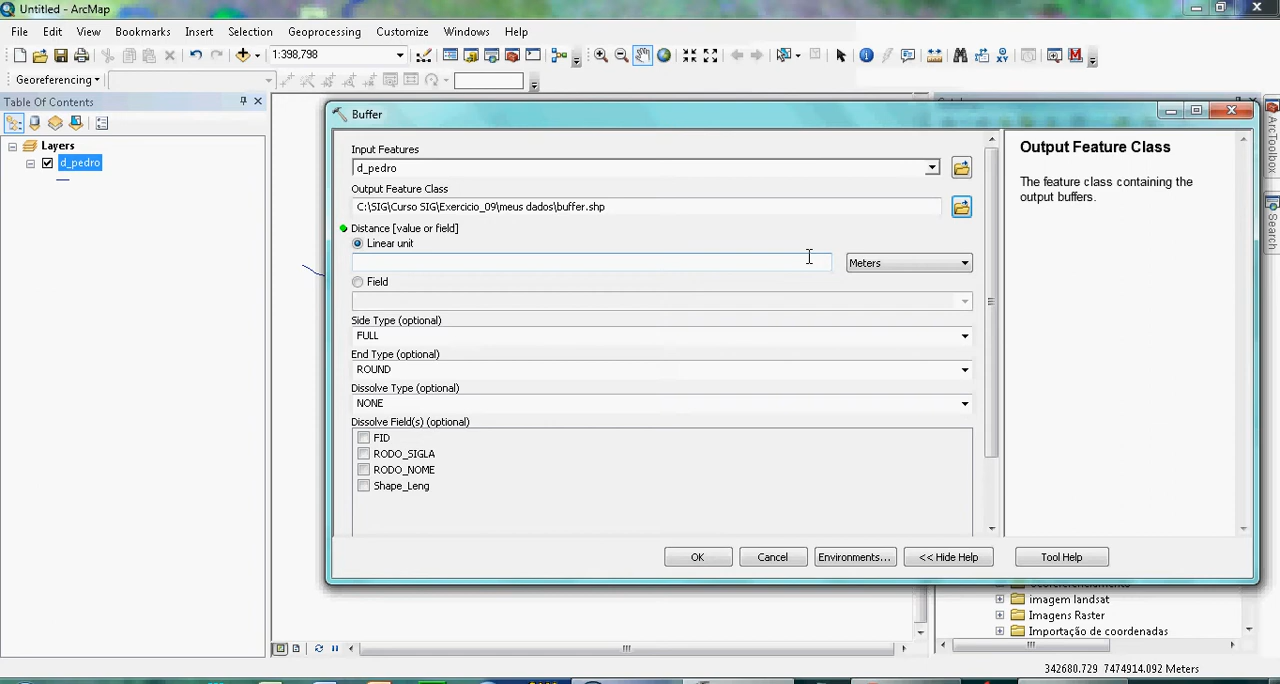 Untitled - ArcMap
File Edit View Bookmarks Insert Selection Geoprocessing Customize Windows Help
1:398,798
Georeferencing
Table Of Contents
Layers
d_pedro
Buffer
Input Features
d_pedro
Output Feature Class
C:\SIG\Curso SIG\Exercicio_09\meus dados\buffer.shp
Distance [value or field]
Linear unit
Meters
Field
Side Type (optional)
FULL
End Type (optional)
ROUND
Dissolve Type (optional)
NONE
Dissolve Field(s) (optional)
FID
RODO_SIGLA
RODO_NOME
Shape_Leng
OK Cancel Environments... << Hide Help Tool Help
Output Feature Class
The feature class containing the
output buffers.
ArcToolbox
Search
imagem landsat
Imagens Raster
Importação de coordenadas
342680.729 7474914.092 Meters